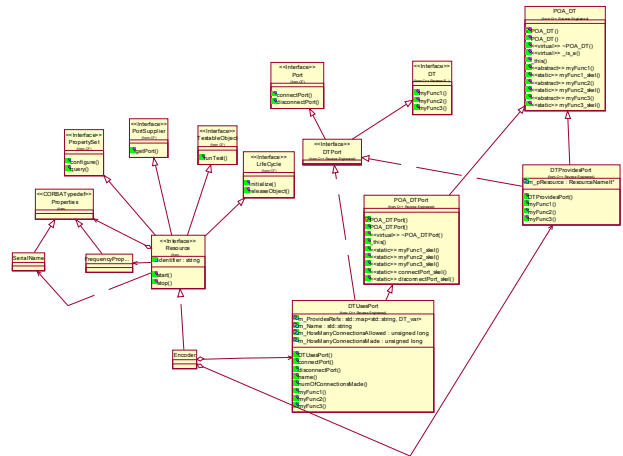 POA_DT
POA_DT()
POA_DT()
<<virtual>> ~POA_DT()
<<virtual>> _is_a()
_this()
<<abstract>> myFunc1()
<<static>> myFunc1_skel()
<<abstract>> myFunc2()
<<static>> myFunc2_skel()
<<abstract>> myFunc3()
<<static>> myFunc3_skel()
<<Interface>>
Port
connectPort()
disconnectPort()
<<Interface>>
DT
myFunc1()
myFunc2()
myFunc3()
<<Interface>>
PropertySet
configure()
query()
<<Interface>>
PortSupplier
getPort()
<<Interface>>
TestableObject
runTest()
<<Interface>>
LifeCycle
initialize()
releaseObject()
<<Interface>>
DTPort
DTProvidesPort
m_pResource : ResourceNameIt*
DTProvidesPort()
myFunc1()
myFunc2()
myFunc3()
<<CORBATypedef>>
Properties
POA_DTPort
POA_DTPort()
POA_DTPort()
<<virtual>> ~POA_DTPort()
_this()
<<static>> myFunc1_skel()
<<static>> myFunc2_skel()
<<static>> myFunc3_skel()
<<static>> connectPort_skel()
<<static>> disconnectPort_skel()
<<Interface>>
Resource
identifier : string
start()
stop()
SerialName
frequencyProp...
DTUsesPort
m_ProvidesRefs : std::map<std::string, DT_var>
m_Name : std::string
m_HowManyConnectionsAllowed : unsigned long
m_HowManyConnectionsMade : unsigned long
DTUsesPort()
connectPort()
disconnectPort()
name()
numOfConnectionsMade()
myFunc1()
myFunc2()
myFunc3()
Encoder